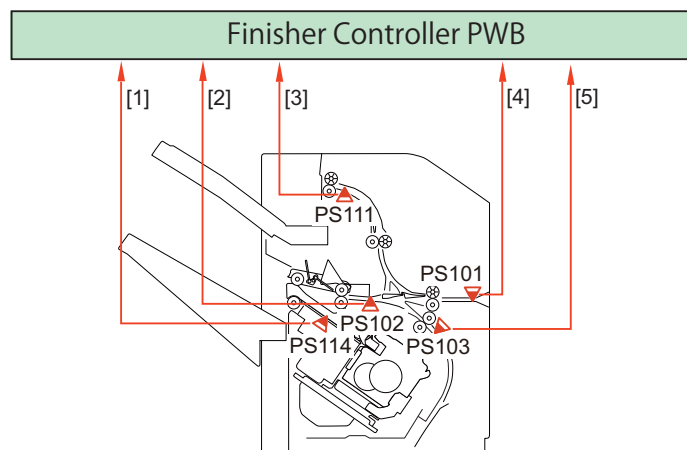 Finisher Controller PWB
[1] [2] [3] [4] [5]
PS111
PS101
PS102
PS114 PS103